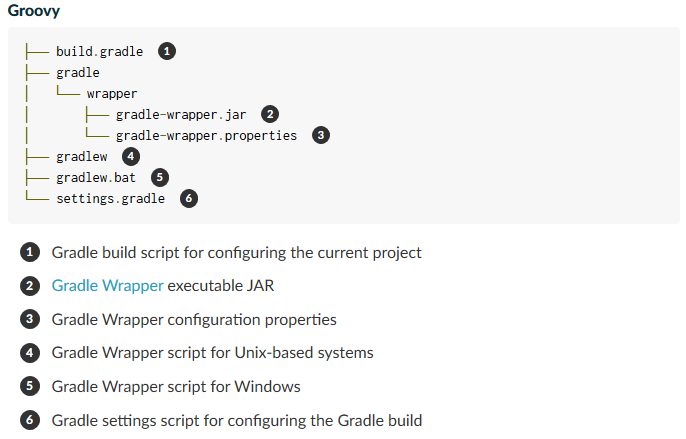 Groovy
├── build.gradle 1
├── gradle
│   └── wrapper
│       ├── gradle-wrapper.jar 2
│       └── gradle-wrapper.properties 3
├── gradlew 4
├── gradlew.bat 5
└── settings.gradle 6
1 Gradle build script for configuring the current project
2 Gradle Wrapper executable JAR
3 Gradle Wrapper configuration properties
4 Gradle Wrapper script for Unix-based systems
5 Gradle Wrapper script for Windows
6 Gradle settings script for configuring the Gradle build